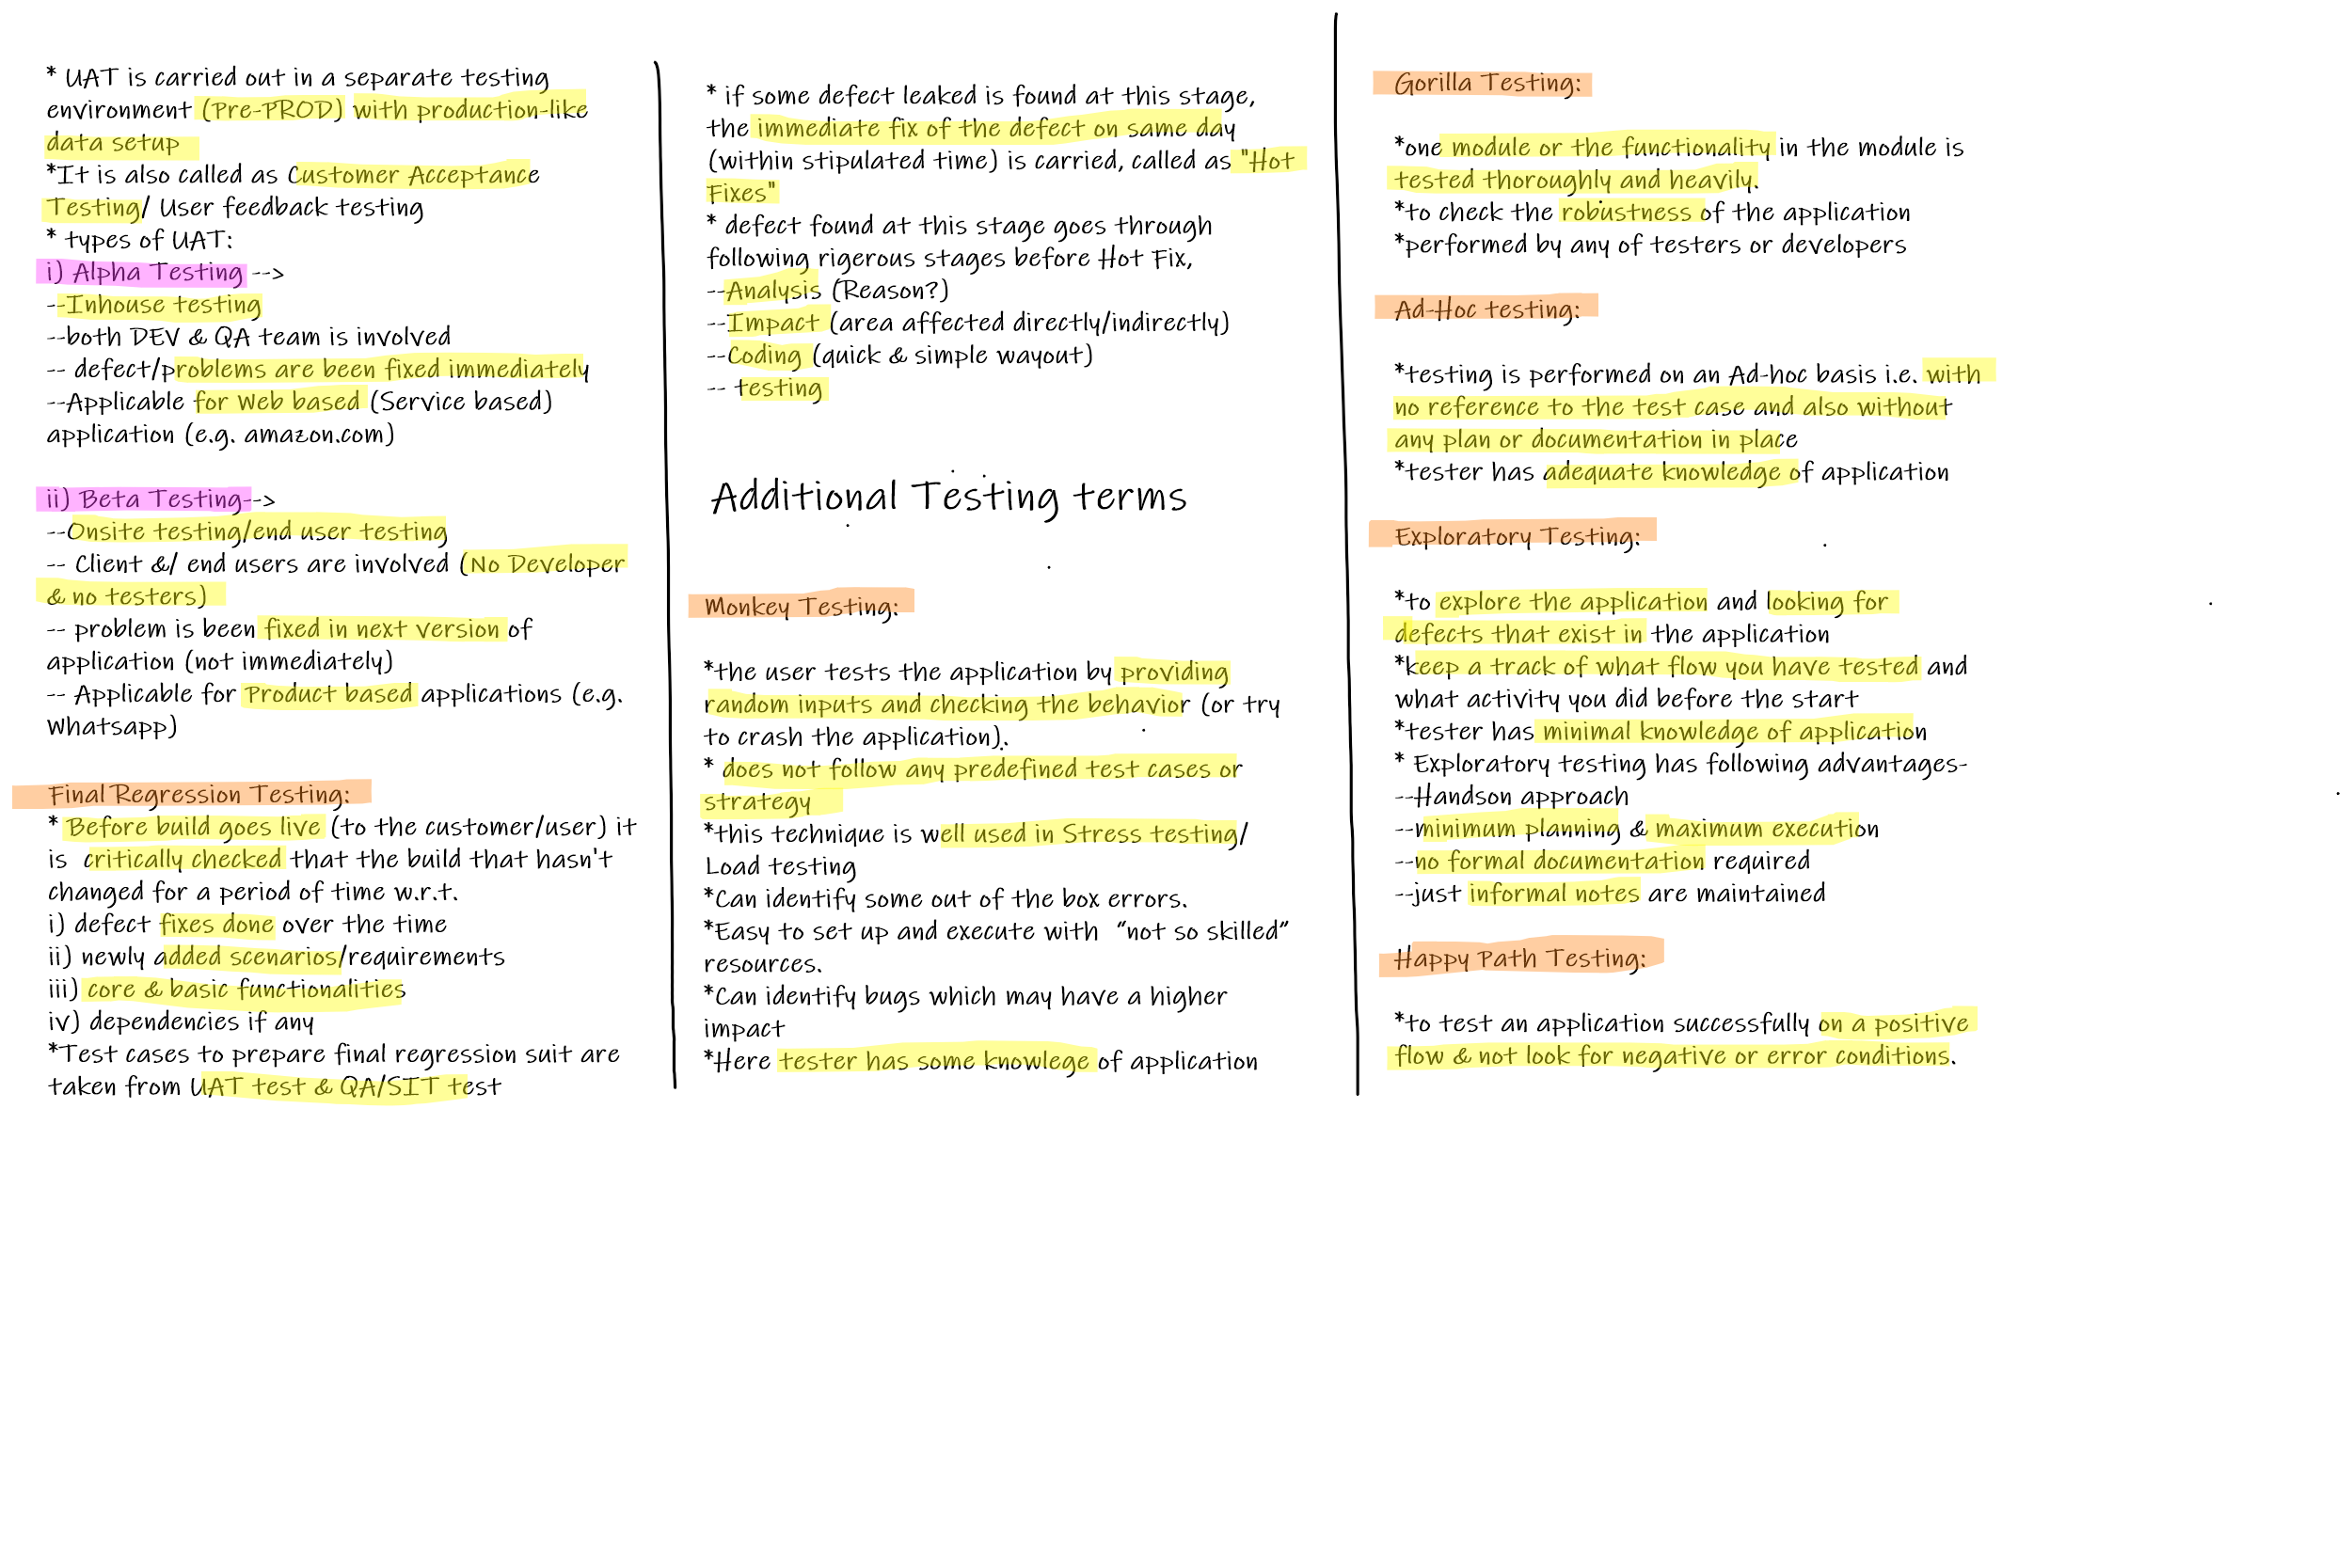 * UAT is carried out in a separate testing
environment (Pre-PROD) with production-like
data setup
*It is also called as Customer Acceptance
Testing/ User feedback testing
* types of UAT:
i) Alpha Testing -->
--Inhouse testing
--both DEV & QA team is involved
-- defect/problems are been fixed immediately
--Applicable for Web based (Service based)
application (e.g. amazon.com)
ii) Beta Testing-->
--Onsite testing/end user testing
-- Client &/ end users are involved (No Developer
& no testers)
-- problem is been fixed in next version of
application (not immediately)
-- Applicable for Product based applications (e.g.
Whatsapp)
Final Regression Testing:
* Before build goes live (to the customer/user) it
is critically checked that the build that hasn't
changed for a period of time w.r.t.
i) defect fixes done over the time
ii) newly added scenarios/requirements
iii) core & basic functionalities
iv) dependencies if any
*Test cases to prepare final regression suit are
taken from UAT test & QA/SIT test
* if some defect leaked is found at this stage,
the immediate fix of the defect on same day
(within stipulated time) is carried, called as "Hot
Fixes"
* defect found at this stage goes through
following rigerous stages before Hot Fix,
--Analysis (Reason?)
--Impact (area affected directly/indirectly)
--Coding (quick & simple wayout)
-- testing
Additional Testing terms
Monkey Testing:
*the user tests the application by providing
random inputs and checking the behavior (or try
to crash the application).
* does not follow any predefined test cases or
strategy
*this technique is well used in Stress testing/
Load testing
*Can identify some out of the box errors.
*Easy to set up and execute with “not so skilled”
resources.
*Can identify bugs which may have a higher
impact
*Here tester has some knowlege of application
Gorilla Testing:
*one module or the functionality in the module is
tested thoroughly and heavily.
*to check the robustness of the application
*performed by any of testers or developers
Ad-Hoc testing:
*testing is performed on an Ad-hoc basis i.e. with
no reference to the test case and also without
any plan or documentation in place
*tester has adequate knowledge of application
Exploratory Testing:
*to explore the application and looking for
defects that exist in the application
*keep a track of what flow you have tested and
what activity you did before the start
*tester has minimal knowledge of application
* Exploratory testing has following advantages-
--Handson approach
--minimum planning & maximum execution
--no formal documentation required
--just informal notes are maintained
Happy Path Testing:
*to test an application successfully on a positive
flow & not look for negative or error conditions.